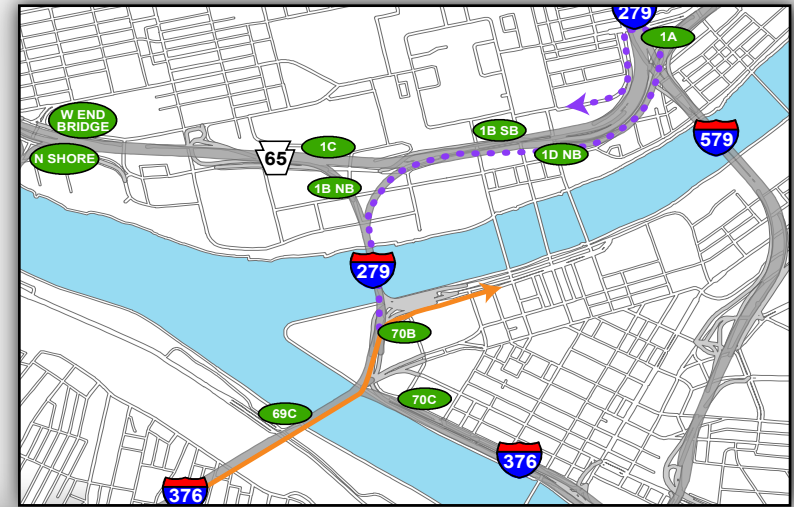 279
1A
W END
BRIDGE
1B SB
579
1C
65
N SHORE
1D NB
1B NB
279
70B
70C
69C
376
376